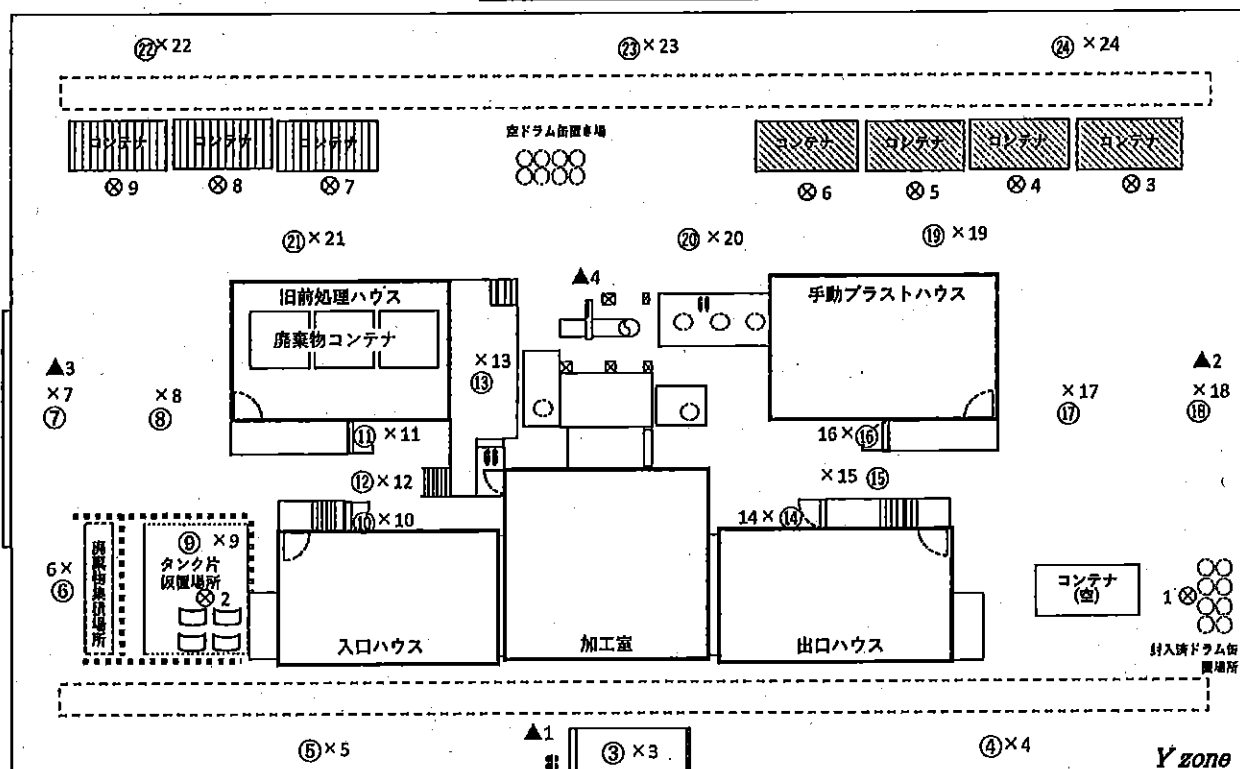 ㉒×22
㉓×23
㉔×24
コンテナ
コンテナ
コンテナ
空ドラム缶置き場
コンテナ
コンテナ
コンテナ
コンテナ
⊗9
⊗8
⊗7
⊗6
⊗5
⊗4
⊗3
㉑×21
⑳×20
⑲×19
▲4
旧前処理ハウス
廃棄物コンテナ
手動ブラストハウス
▲3
×7
⑦
×8
⑧
×13
⑬
×17
⑰
▲2
×18
⑱
⑪×11
16×⑯
⑫×12
×15⑮
⑩×10
14×⑭
⑨×9
タンク片
仮置場所
⊗2
6×
⑥
廃棄物集積場所
入口ハウス
加工室
出口ハウス
コンテナ
(空)
1⊗
封入済ドラム缶
置場所
⑤×5
▲1
③×3
④×4
Y zone